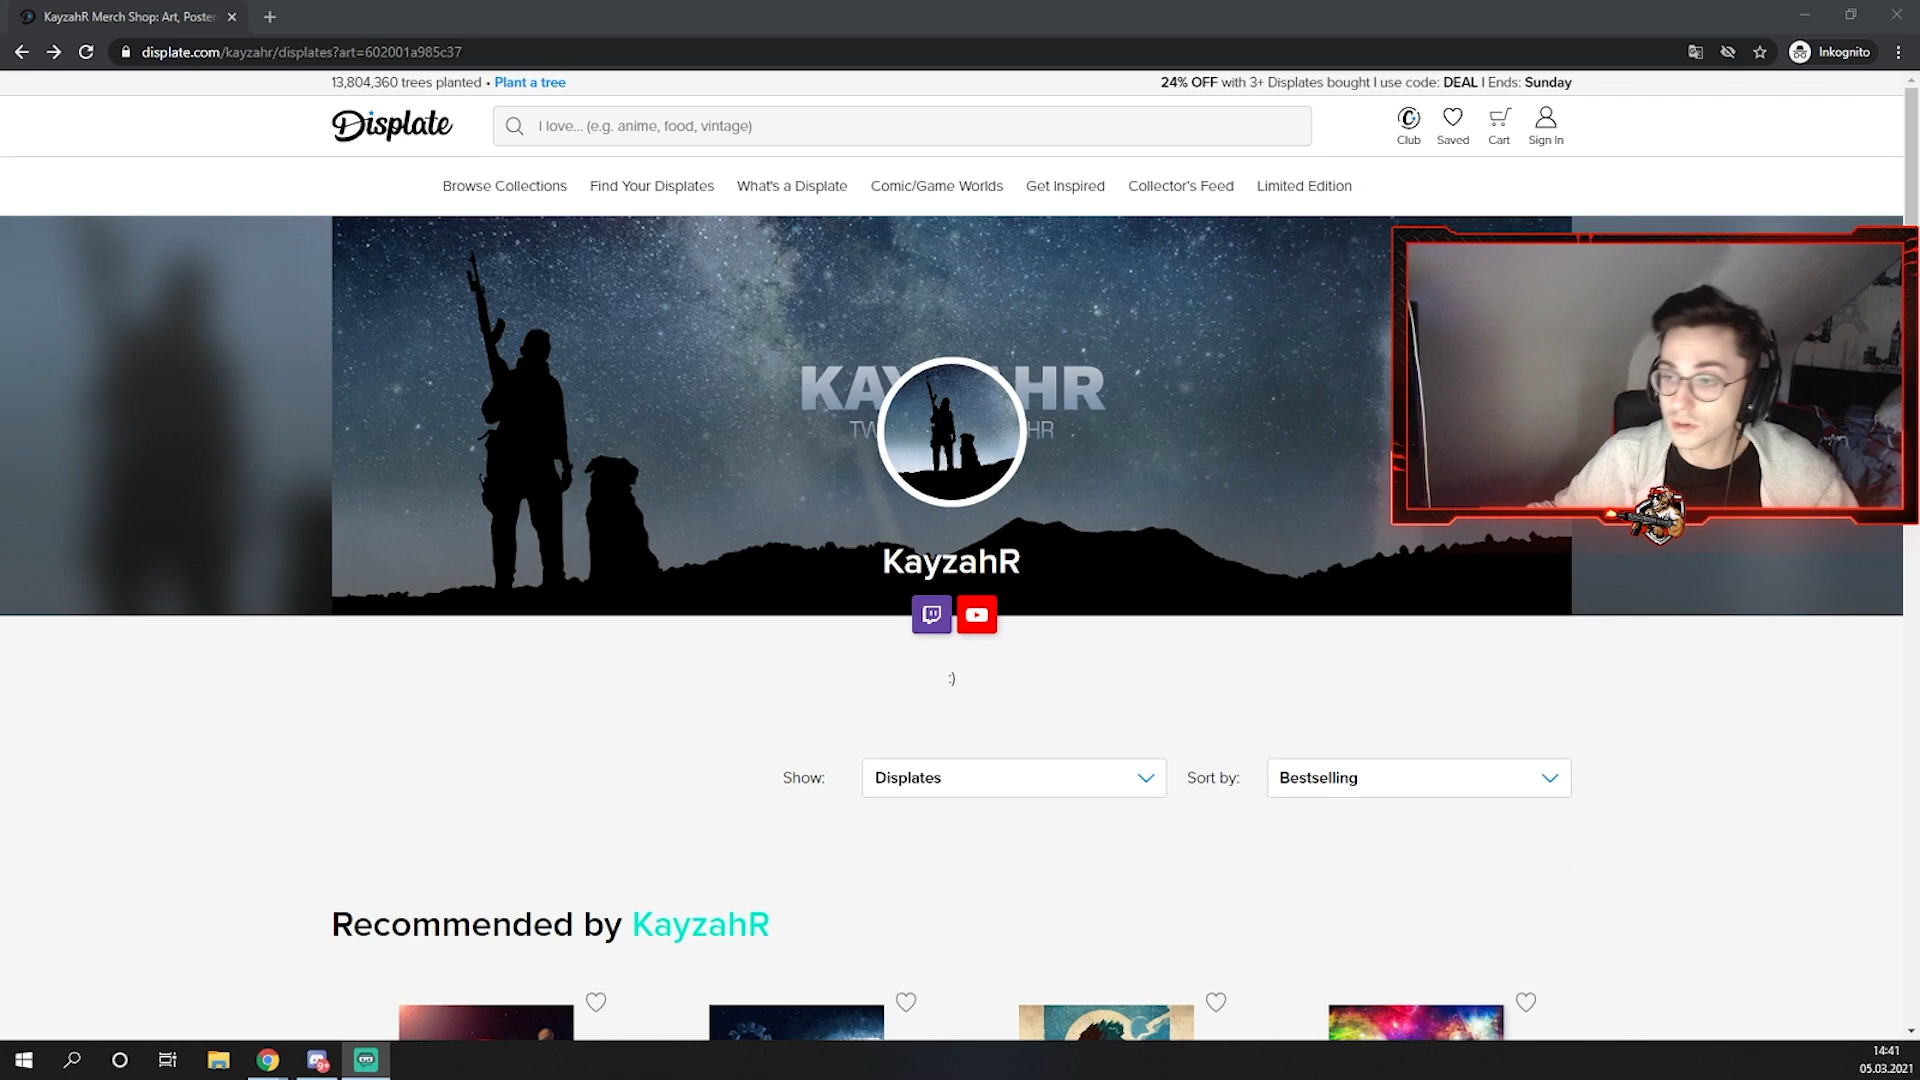 KayzahR Merch Shop: Art, Poster
displate.com/kayzahr/displates?art=602001a985c37
Inkognito
13,804,360 trees planted • Plant a tree
24% OFF with 3+ Displates bought | use code: DEAL | Ends: Sunday
Displate
I love... (e.g. anime, food, vintage)
Club
Saved
Cart
Sign In
Browse Collections
Find Your Displates
What's a Displate
Comic/Game Worlds
Get Inspired
Collector's Feed
Limited Edition
KayzahR
:)
Show:
Displates
Sort by:
Bestselling
Recommended by KayzahR
9+
14:41
05.03.2021